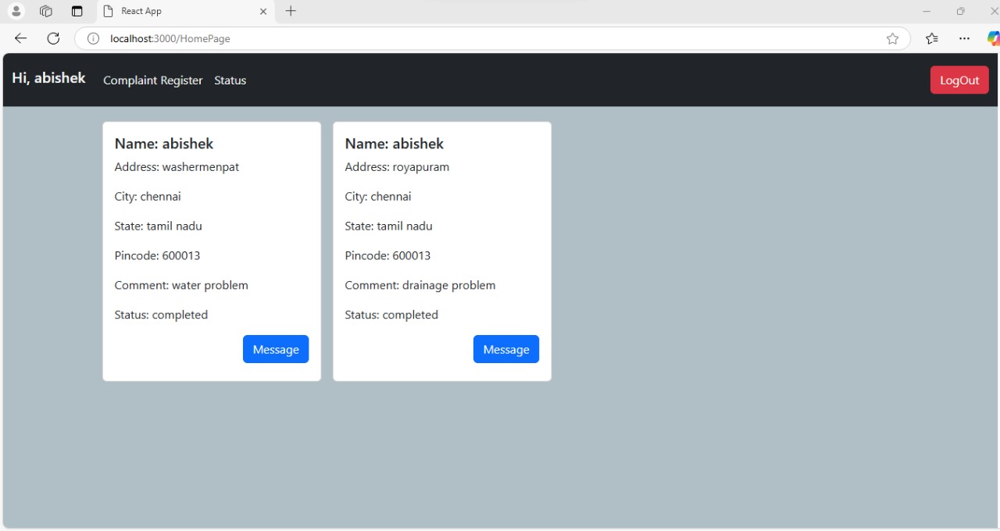 React App
localhost:3000/HomePage
Hi, abishek
Complaint Register
Status
LogOut
Name: abishek
Address: washermenpat
City: chennai
State: tamil nadu
Pincode: 600013
Comment: water problem
Status: completed
Message
Name: abishek
Address: royapuram
City: chennai
State: tamil nadu
Pincode: 600013
Comment: drainage problem
Status: completed
Message